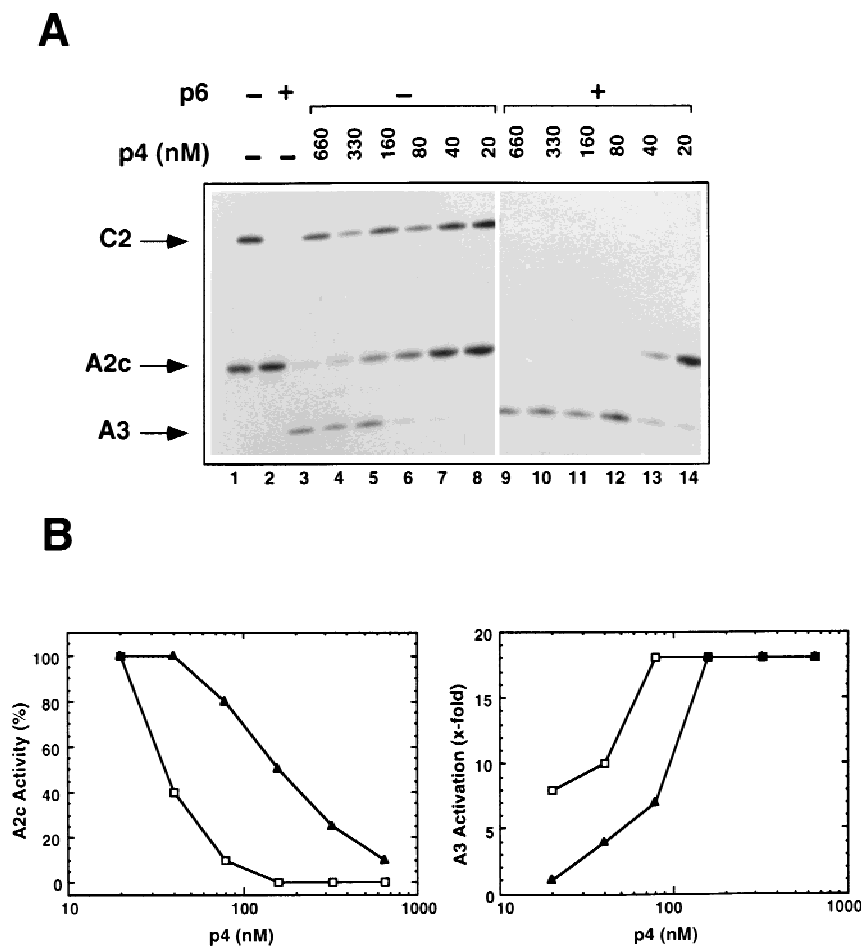 A
p6 – + – +
p4 (nM) – – 660 330 160 80 40 20 660 330 160 80 40 20
C2
A2c
A3
1 2 3 4 5 6 7 8 9 10 11 12 13 14
B
A2c Activity (%)
100
80
60
40
20
0
10 100 1000
p4 (nM)
A3 Activation (x-fold)
20
15
10
5
0
10 100 1000
p4 (nM)